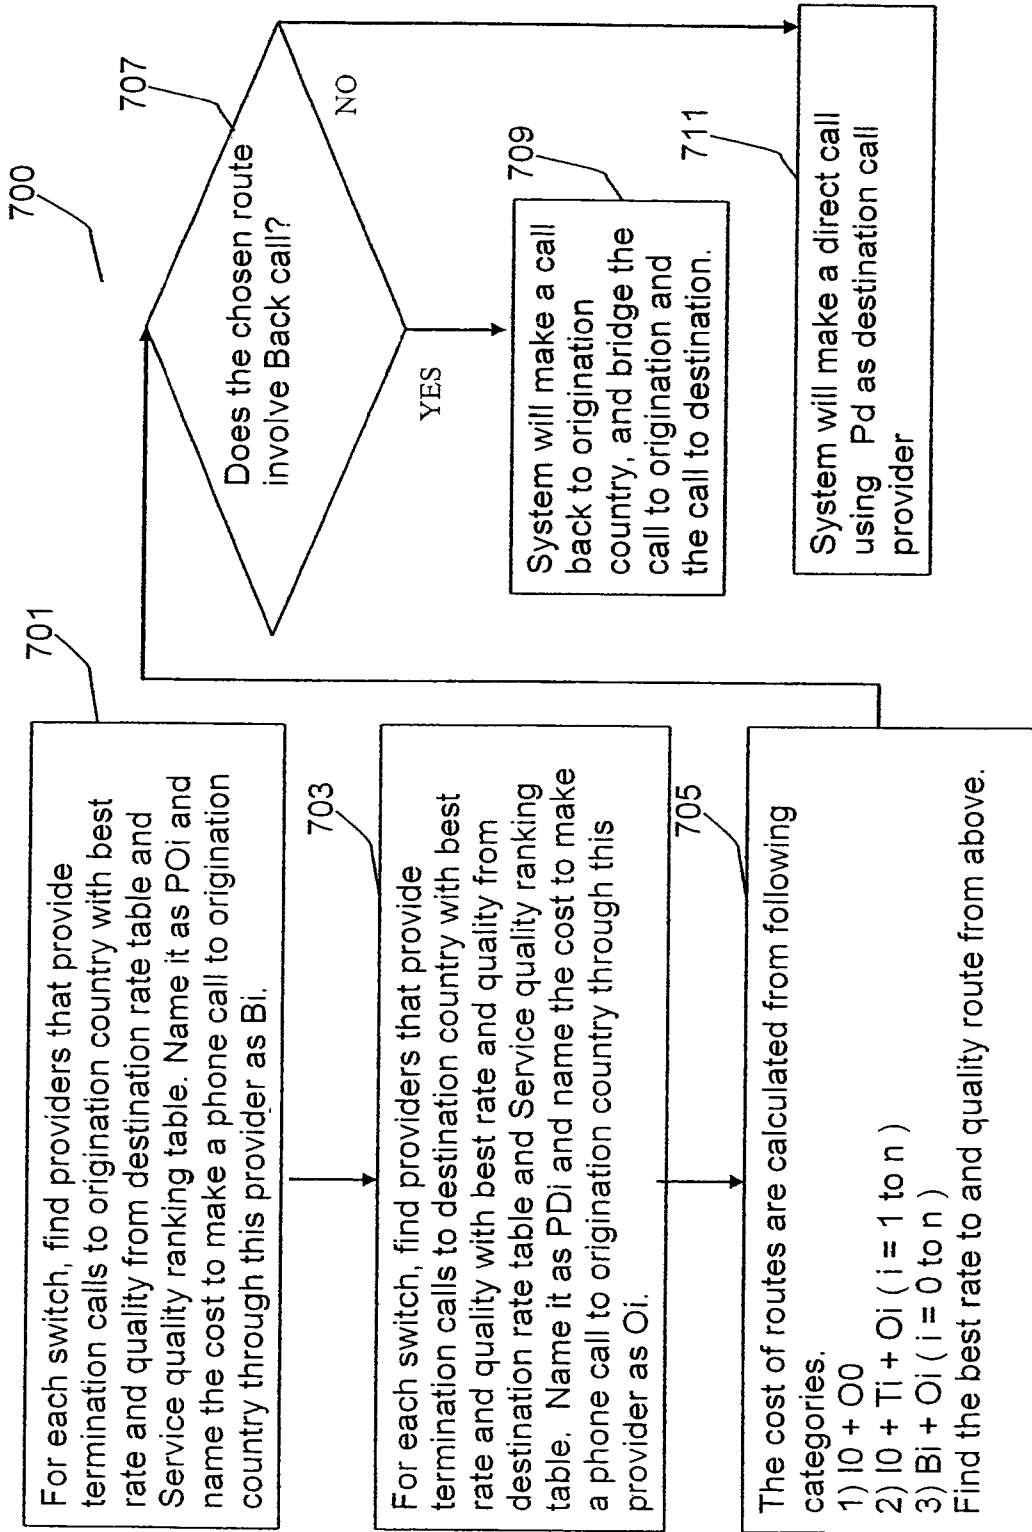 700
701
For each switch, find providers that provide
termination calls to origination country with best
rate and quality from destination rate table and
Service quality ranking table. Name it as POi and
name the cost to make a phone call to origination
country through this provider as Bi.
703
For each switch, find providers that provide
termination calls to destination country with best
rate and quality with best rate and quality from
destination rate table and Service quality ranking
table. Name it as PDi and name the cost to make
a phone call to origination country through this
provider as Oi.
705
The cost of routes are calculated from following
categories.
1) I0 + O0
2) I0 + Ti + Oi ( i = 1 to n )
3) Bi + Oi ( i = 0 to n )
Find the best rate to and quality route from above.
707
Does the chosen route
involve Back call?
YES
NO
709
System will make a call
back to origination
country, and bridge the
call to origination and
the call to destination.
711
System will make a direct call
using Pd as destination call
provider